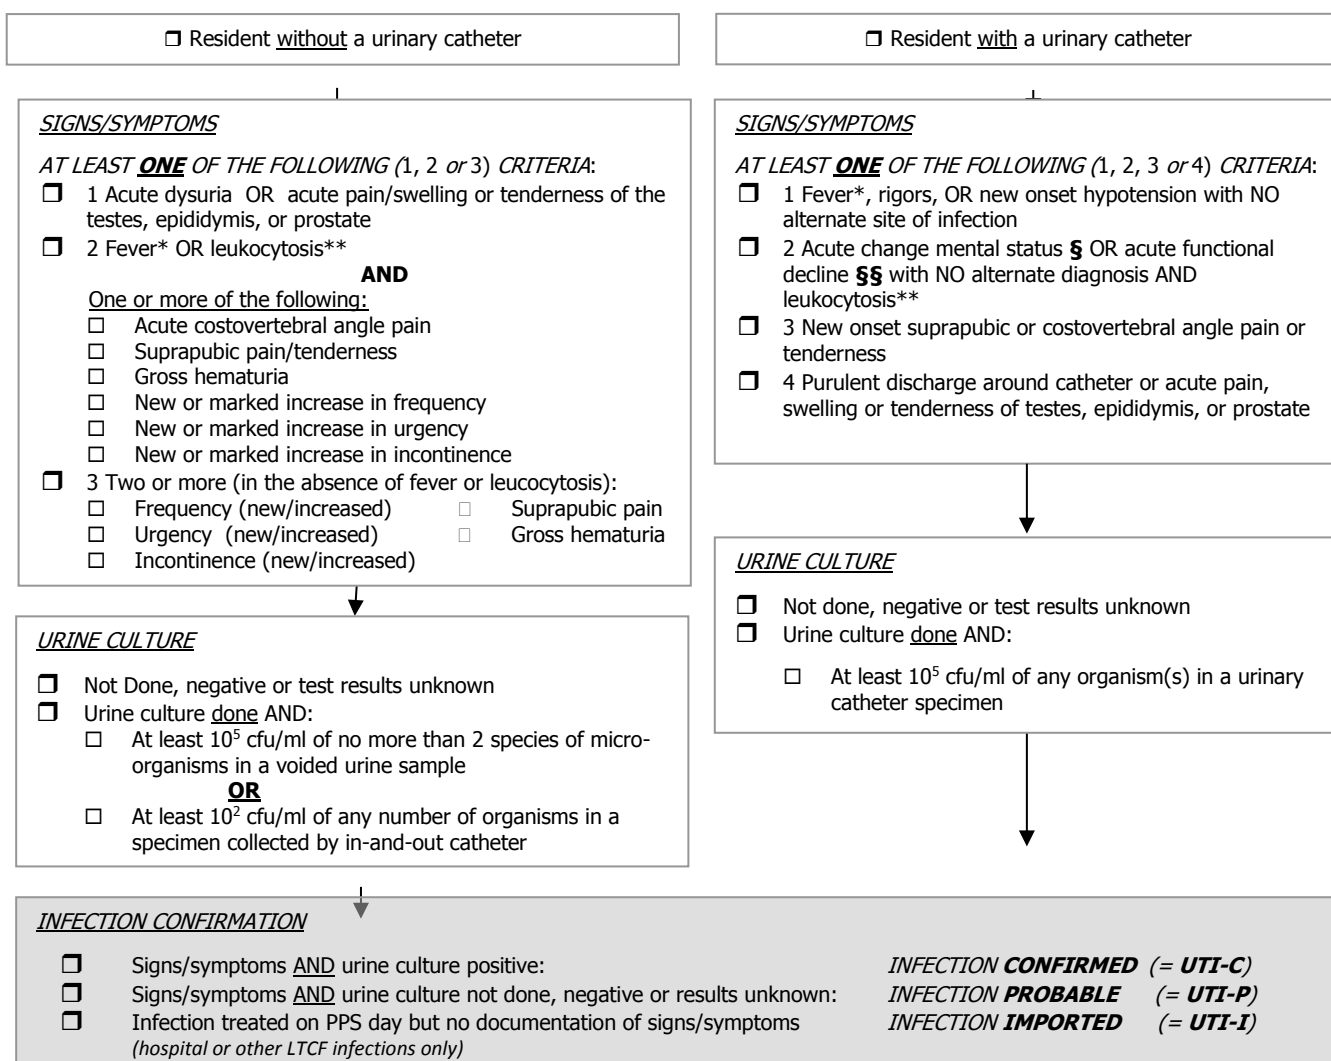 ❒ Resident without a urinary catheter
❒ Resident with a urinary catheter
SIGNS/SYMPTOMS
AT LEAST ONE OF THE FOLLOWING (1, 2 or 3) CRITERIA:
❒ 1 Acute dysuria OR acute pain/swelling or tenderness of the
testes, epididymis, or prostate
❒ 2 Fever* OR leukocytosis**
AND
One or more of the following:
☐ Acute costovertebral angle pain
☐ Suprapubic pain/tenderness
☐ Gross hematuria
☐ New or marked increase in frequency
☐ New or marked increase in urgency
☐ New or marked increase in incontinence
❒ 3 Two or more (in the absence of fever or leucocytosis):
☐ Frequency (new/increased) ☐ Suprapubic pain
☐ Urgency (new/increased) ☐ Gross hematuria
☐ Incontinence (new/increased)
URINE CULTURE
❒ Not Done, negative or test results unknown
❒ Urine culture done AND:
☐ At least 10⁵ cfu/ml of no more than 2 species of micro-
organisms in a voided urine sample
OR
☐ At least 10² cfu/ml of any number of organisms in a
specimen collected by in-and-out catheter
SIGNS/SYMPTOMS
AT LEAST ONE OF THE FOLLOWING (1, 2, 3 or 4) CRITERIA:
❒ 1 Fever*, rigors, OR new onset hypotension with NO
alternate site of infection
❒ 2 Acute change mental status § OR acute functional
decline §§ with NO alternate diagnosis AND
leukocytosis**
❒ 3 New onset suprapubic or costovertebral angle pain or
tenderness
❒ 4 Purulent discharge around catheter or acute pain,
swelling or tenderness of testes, epididymis, or prostate
URINE CULTURE
❒ Not done, negative or test results unknown
❒ Urine culture done AND:
☐ At least 10⁵ cfu/ml of any organism(s) in a urinary
catheter specimen
INFECTION CONFIRMATION
❒ Signs/symptoms AND urine culture positive: INFECTION CONFIRMED (= UTI-C)
❒ Signs/symptoms AND urine culture not done, negative or results unknown: INFECTION PROBABLE (= UTI-P)
❒ Infection treated on PPS day but no documentation of signs/symptoms INFECTION IMPORTED (= UTI-I)
(hospital or other LTCF infections only)